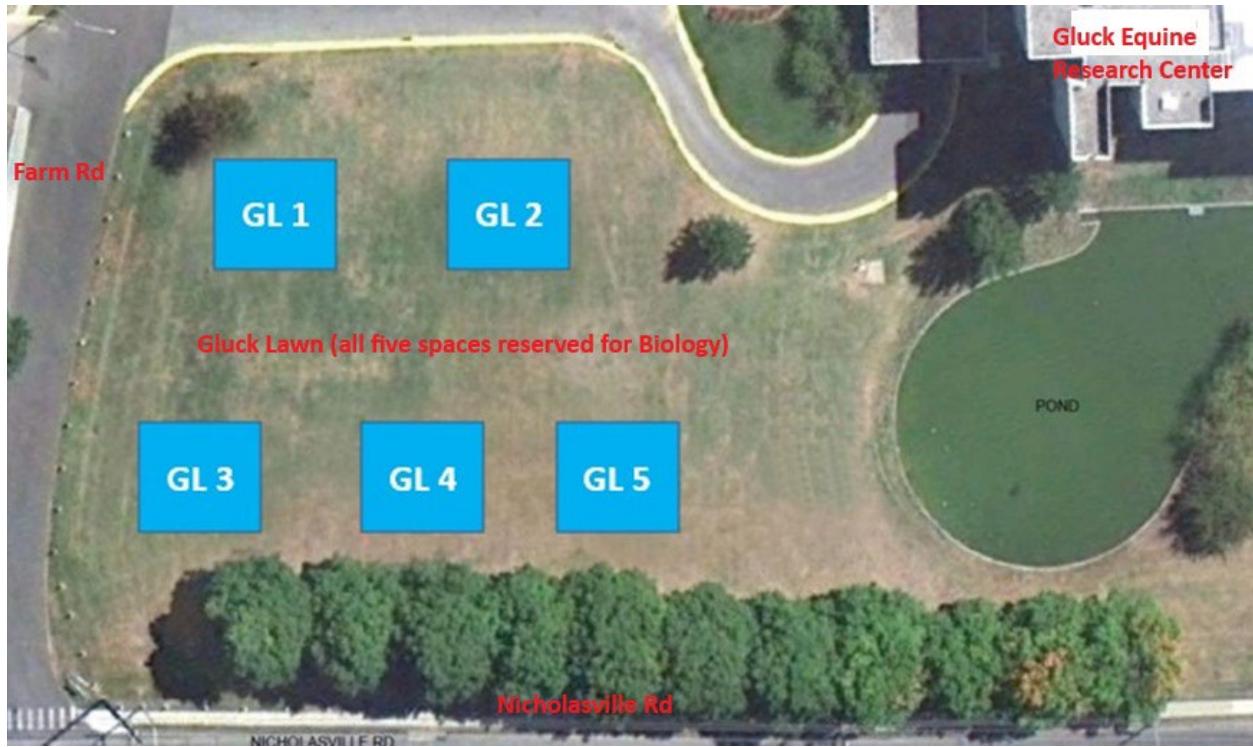 Gluck Equine
Research Center
Farm Rd
GL 1
GL 2
Gluck Lawn (all five spaces reserved for Biology)
POND
GL 3
GL 4
GL 5
Nicholasville Rd
NICHOLASVILLE RD